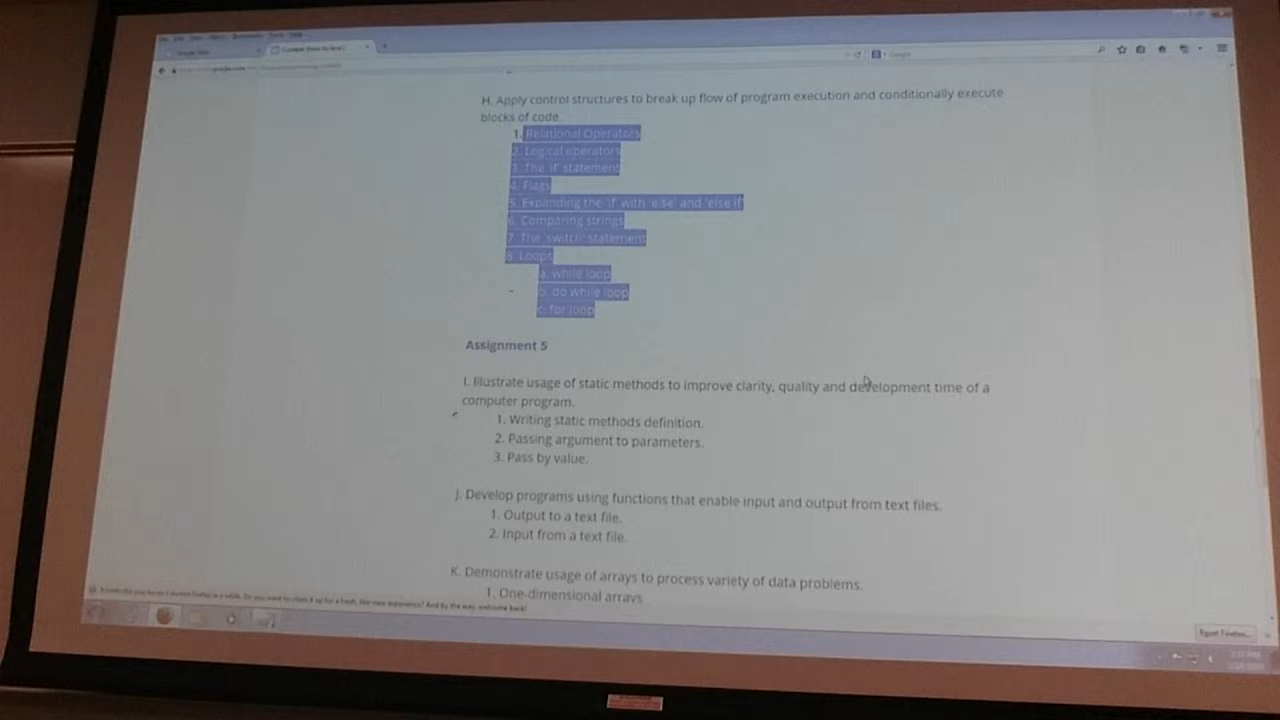 H. Apply control structures to break up flow of program execution and conditionally execute
blocks of code.
1. Relational Operators
2. Logical operators
3. The 'if' statement
4. Flags
5. Expanding the 'if' with 'else' and 'else if'
6. Comparing strings
7. The 'switch' statement
8. Loops
a. while loop
b. do while loop
c. for loop
Assignment 5
I. Illustrate usage of static methods to improve clarity, quality and development time of a
computer program.
1. Writing static methods definition.
2. Passing argument to parameters.
3. Pass by value.
J. Develop programs using functions that enable input and output from text files.
1. Output to a text file.
2. Input from a text file.
K. Demonstrate usage of arrays to process variety of data problems.
1. One-dimensional arrays